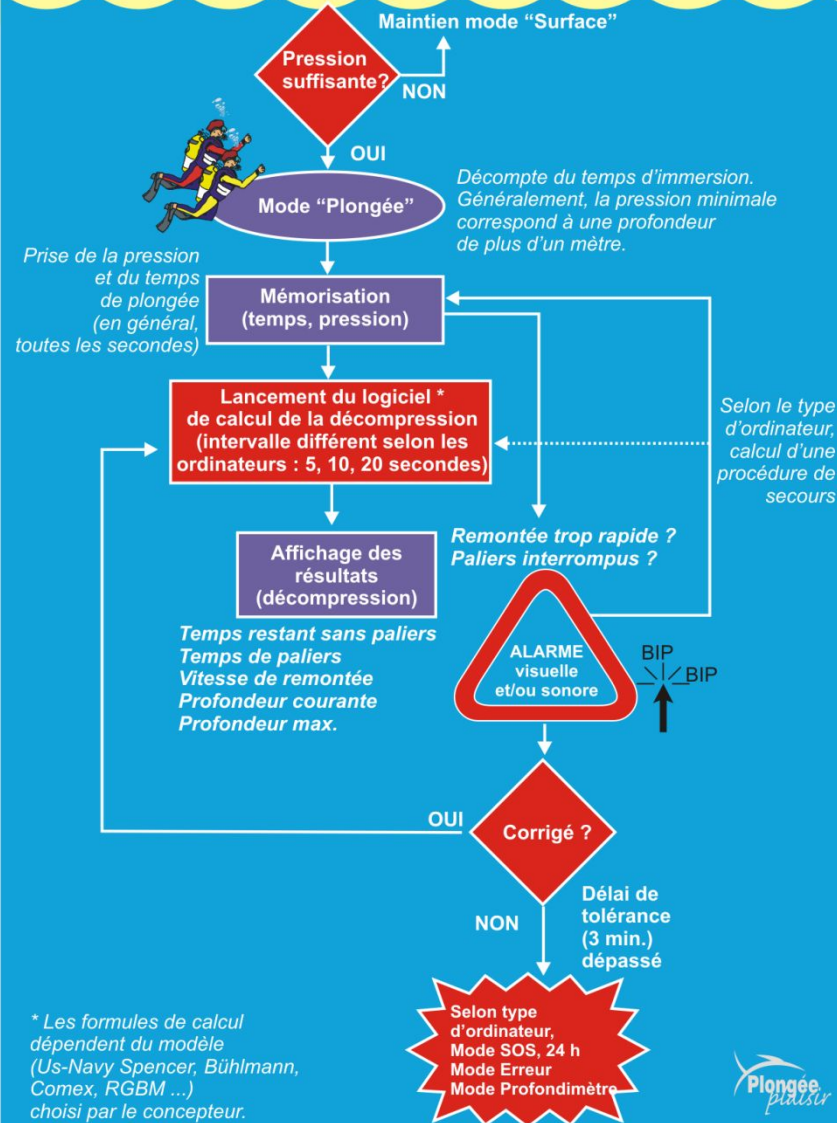 Maintien mode “Surface”
Pression
suffisante?
NON
OUI
Mode “Plongée”
Décompte du temps d’immersion.
Généralement, la pression minimale
correspond à une profondeur
de plus d’un mètre.
Prise de la pression
et du temps
de plongée
(en général,
toutes les secondes)
Mémorisation
(temps, pression)
Lancement du logiciel *
de calcul de la décompression
(intervalle différent selon les
ordinateurs : 5, 10, 20 secondes)
Selon le type
d’ordinateur,
calcul d’une
procédure de
secours
Affichage des
résultats
(décompression)
Remontée trop rapide ?
Paliers interrompus ?
Temps restant sans paliers
Temps de paliers
Vitesse de remontée
Profondeur courante
Profondeur max.
ALARME
visuelle
et/ou sonore
BIP
BIP
OUI
Corrigé ?
NON
Délai de
tolérance
(3 min.)
dépassé
Selon type
d’ordinateur,
Mode SOS, 24 h
Mode Erreur
Mode Profondimètre
* Les formules de calcul
dépendent du modèle
(Us-Navy Spencer, Bühlmann,
Comex, RGBM ...)
choisi par le concepteur.
Plongée
plaisir